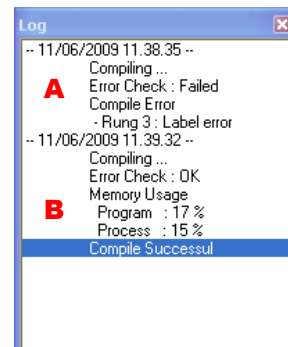 Log
-- 11/06/2009 11.38.35 --
Compiling ...
A
Error Check : Failed
Compile Error
- Rung 3 : Label error
-- 11/06/2009 11.39.32 --
Compiling ...
Error Check : OK
Memory Usage
B
Program : 17 %
Process : 15 %
Compile Successul